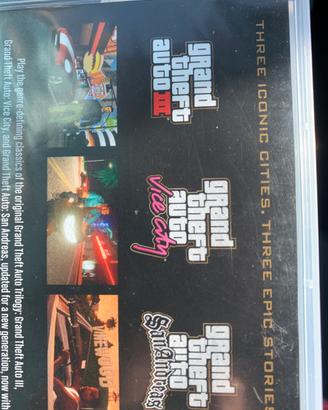 THREE ICONIC CITIES. THREE EPIC STORIES
grand
theft
auto III
grand
theft
auto
Vice City
grand
theft
auto
San Andreas
Play the genre-defining classics of the original Grand Theft Auto Trilogy: Grand Theft Auto III,
Grand Theft Auto: Vice City, and Grand Theft Auto: San Andreas, updated for a new generation, now with